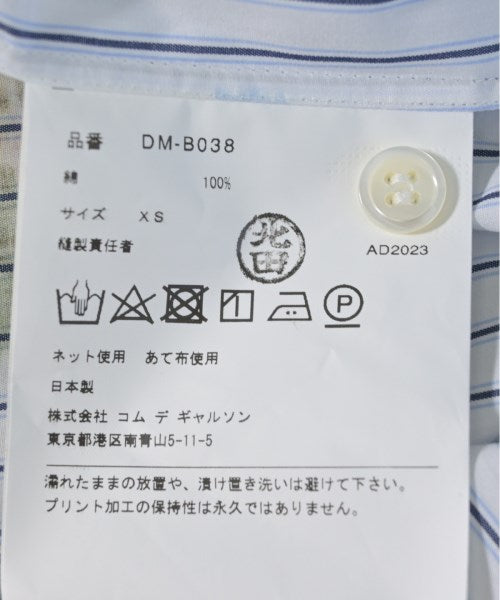 品番 DM-B038
綿 100%
サイズ XS
縫製責任者 北田
AD2023
ネット使用 あて布使用
日本製
株式会社 コム デ ギャルソン
東京都港区南青山5-11-5
濡れたままの放置や、漬け置き洗いは避けて下さい。
プリント加工の保持性は永久ではありません。